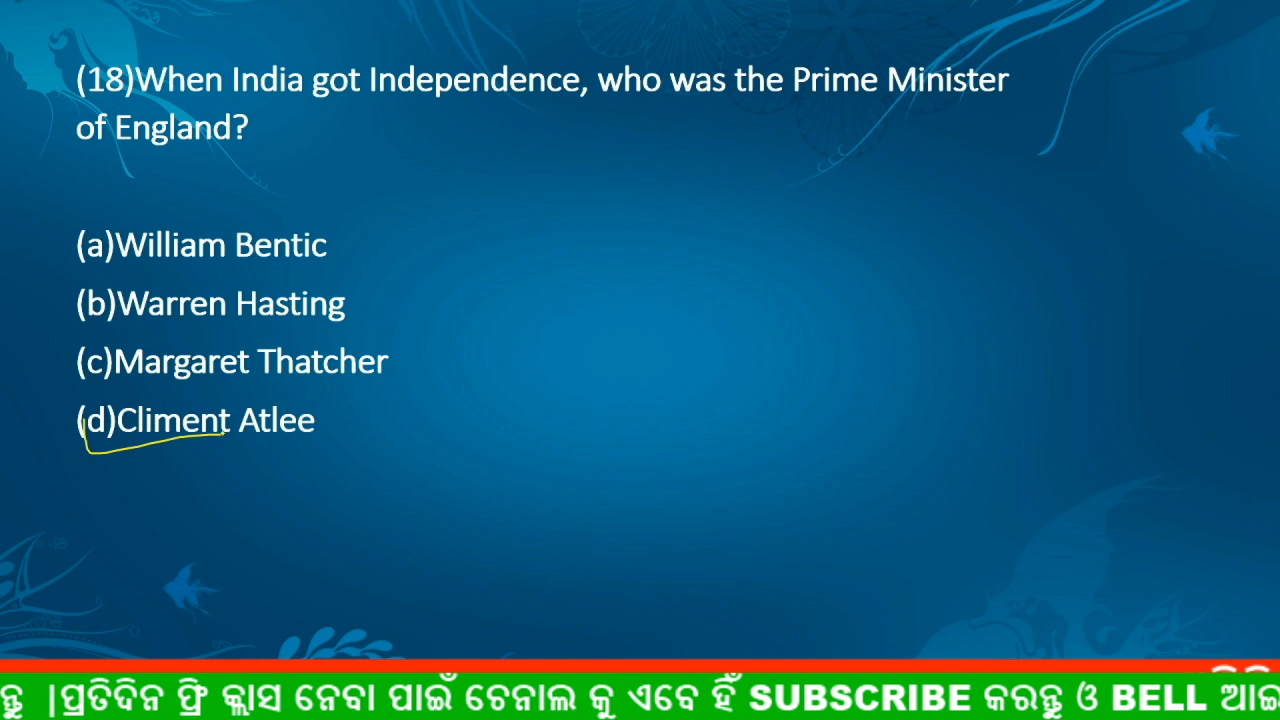 (18)When India got Independence, who was the Prime Minister
of England?
(a)William Bentic
(b)Warren Hasting
(c)Margaret Thatcher
(d)Climent Atlee
ନ୍ତୁ |ପ୍ରତିଦିନ ଫ୍ରି କ୍ଲାସ ନେବା ପାଇଁ ଚେନାଲ କୁ ଏବେ ହିଁ SUBSCRIBE କରନ୍ତୁ ଓ BELL ଆଇ